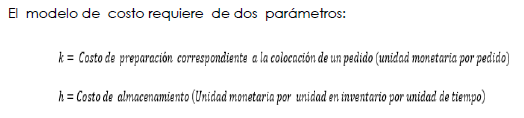 El modelo de costo requiere de dos parámetros:
k = Costo de preparación correspondiente a la colocación de un pedido (unidad monetaria por pedido)
h = Costo de almacenamiento (Unidad monetaria por unidad en inventario por unidad de tiempo)